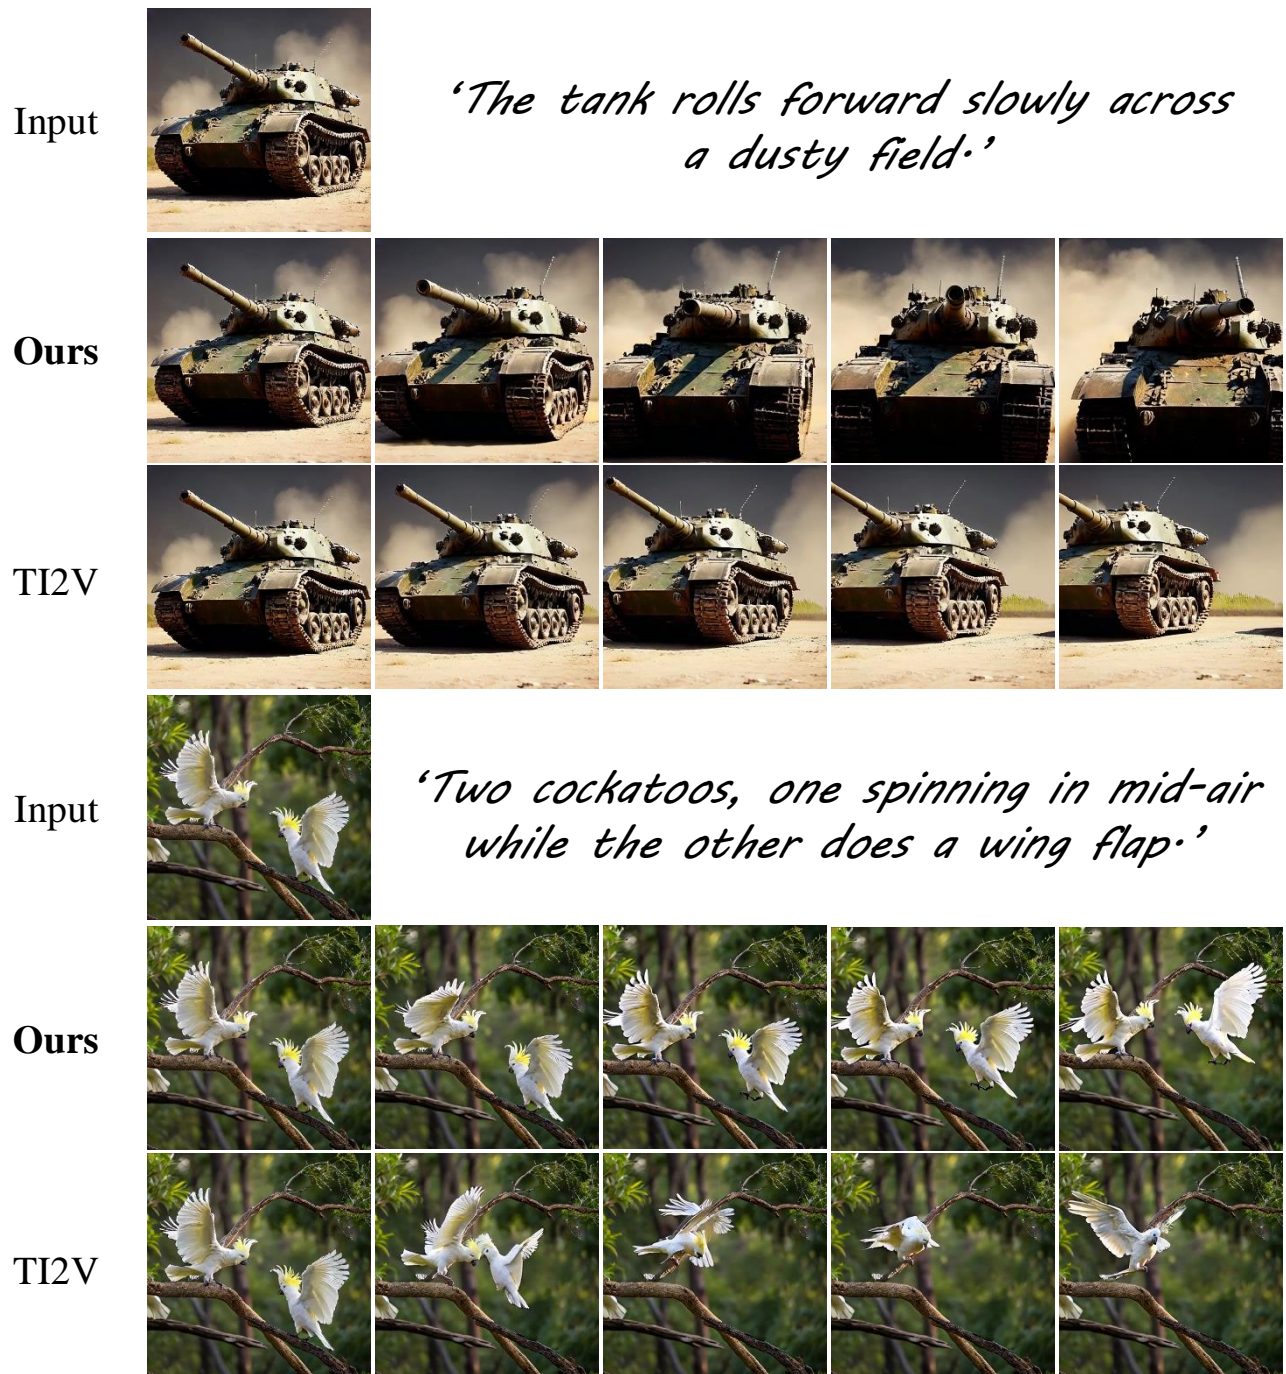 Input
‘The tank rolls forward slowly across
a dusty field.’
Ours
TI2V
Input
‘Two cockatoos, one spinning in mid-air
while the other does a wing flap.’
Ours
TI2V